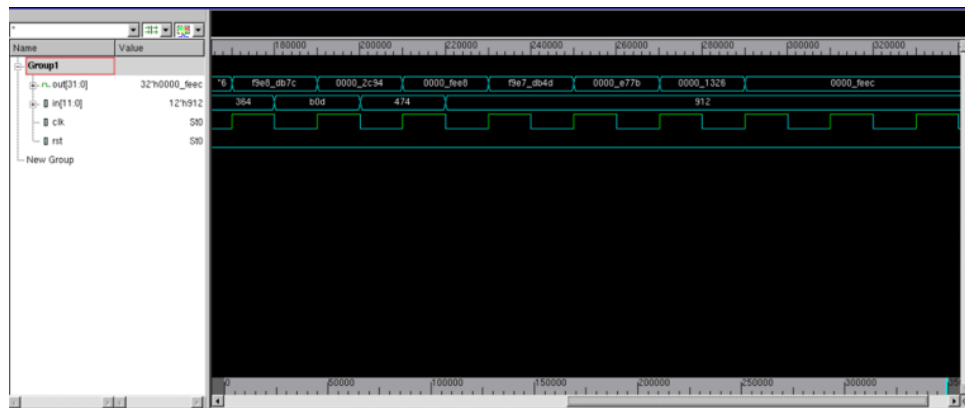 *
Name Value
180000 200000 220000 240000 260000 280000 300000 320000
Group1
out[31:0] 32'h0000_feec *6 f9e8_db7c 0000_2c94 0000_fee8 f9e7_db4d 0000_e77b 0000_1326 0000_feec
in[11:0] 12'h912 364 b0d 474 912
clk St0
rst St0
New Group
0 50000 100000 150000 200000 250000 300000